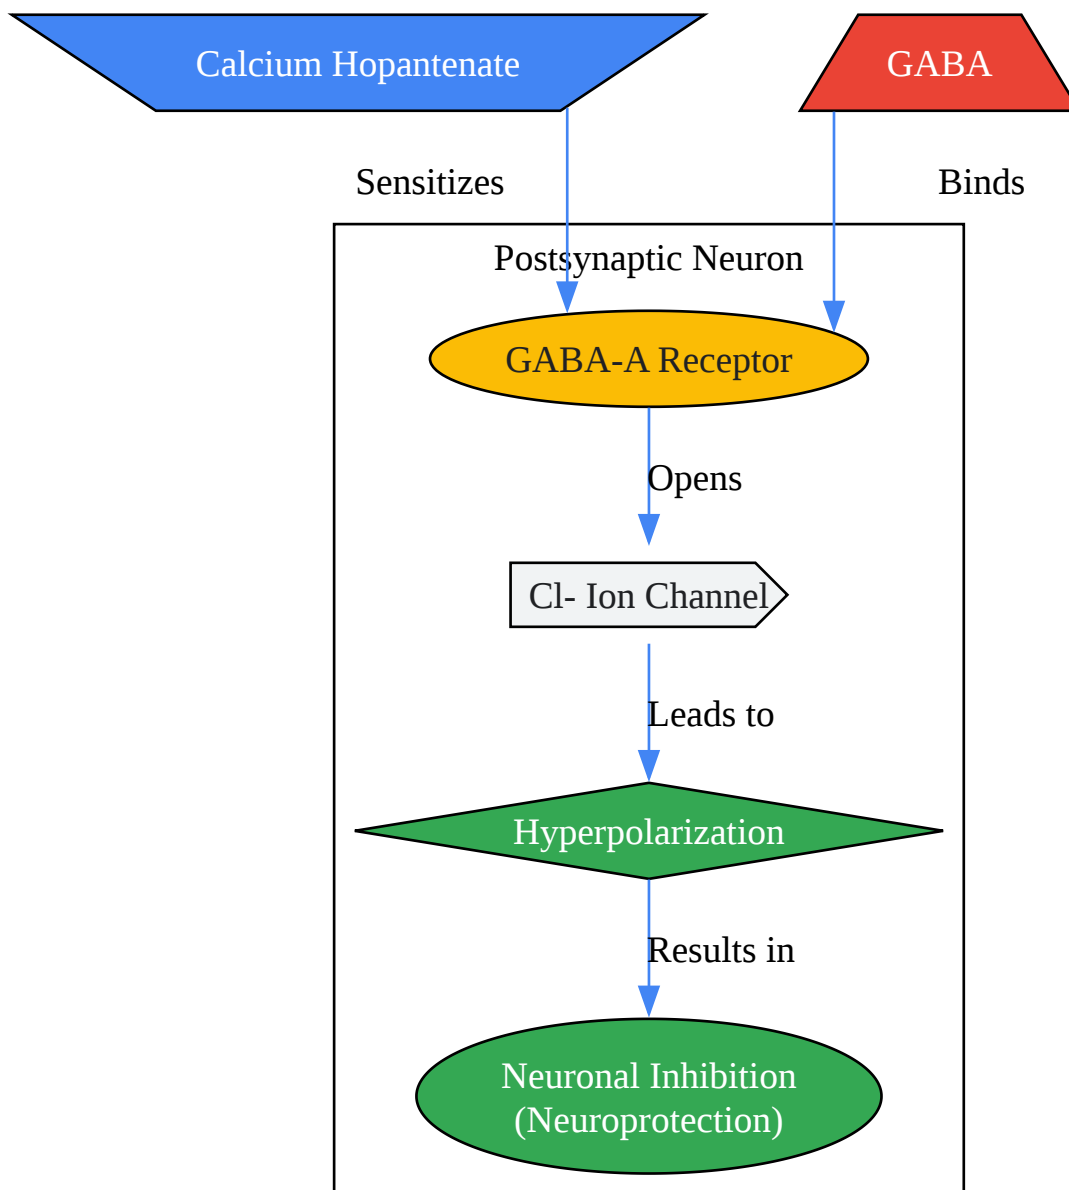 Calcium Hopantenate
GABA
Sensitizes
Binds
Postsynaptic Neuron
GABA-A Receptor
Opens
Cl- Ion Channel
Leads to
Hyperpolarization
Results in
Neuronal Inhibition
(Neuroprotection)